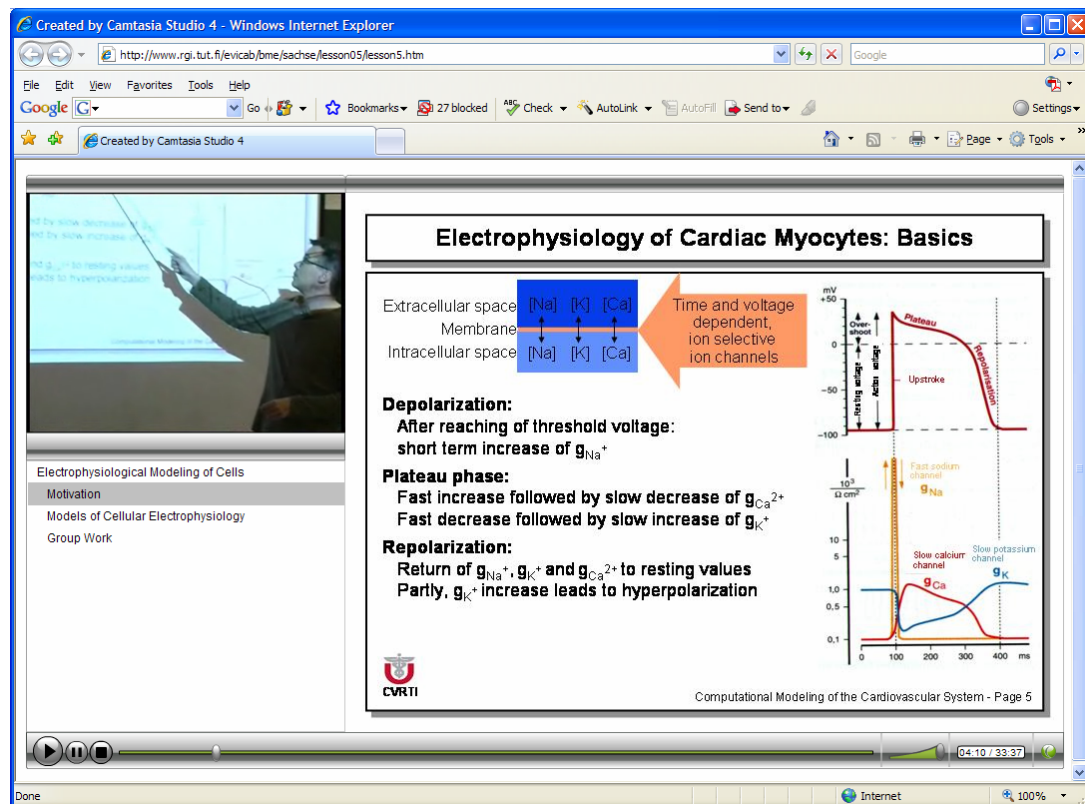 Created by Camtasia Studio 4 - Windows Internet Explorer
http://www.rgi.tut.fi/evicab/bme/sachse/lesson05/lesson5.htm
Google
File Edit View Favorites Tools Help
Google G Go Bookmarks 27 blocked ABC Check AutoLink AutoFill Send to Settings
Created by Camtasia Studio 4
Page Tools
Electrophysiological Modeling of Cells
Motivation
Models of Cellular Electrophysiology
Group Work
Electrophysiology of Cardiac Myocytes: Basics
Extracellular space [Na] [K] [Ca]
Membrane
Intracellular space [Na] [K] [Ca]
Time and voltage
dependent,
ion selective
ion channels
Depolarization:
After reaching of threshold voltage:
short term increase of gNa+
Plateau phase:
Fast increase followed by slow decrease of gCa2+
Fast decrease followed by slow increase of gK+
Repolarization:
Return of gNa+, gK+ and gCa2+ to resting values
Partly, gK+ increase leads to hyperpolarization
mV
+50
0
−50
−100
Over-
shoot
Resting voltage
Action voltage
Plateau
Repolarisation
Upstroke
10³
Ω cm²
Fast sodium
channel
gNa
10
5
1,0
0,5
0,1
Slow calcium
channel
gCa
Slow potassium
channel
gK
0 100 200 300 400 ms
CVRTI
Computational Modeling of the Cardiovascular System - Page 5
04:10 / 33:37
Done Internet 100%